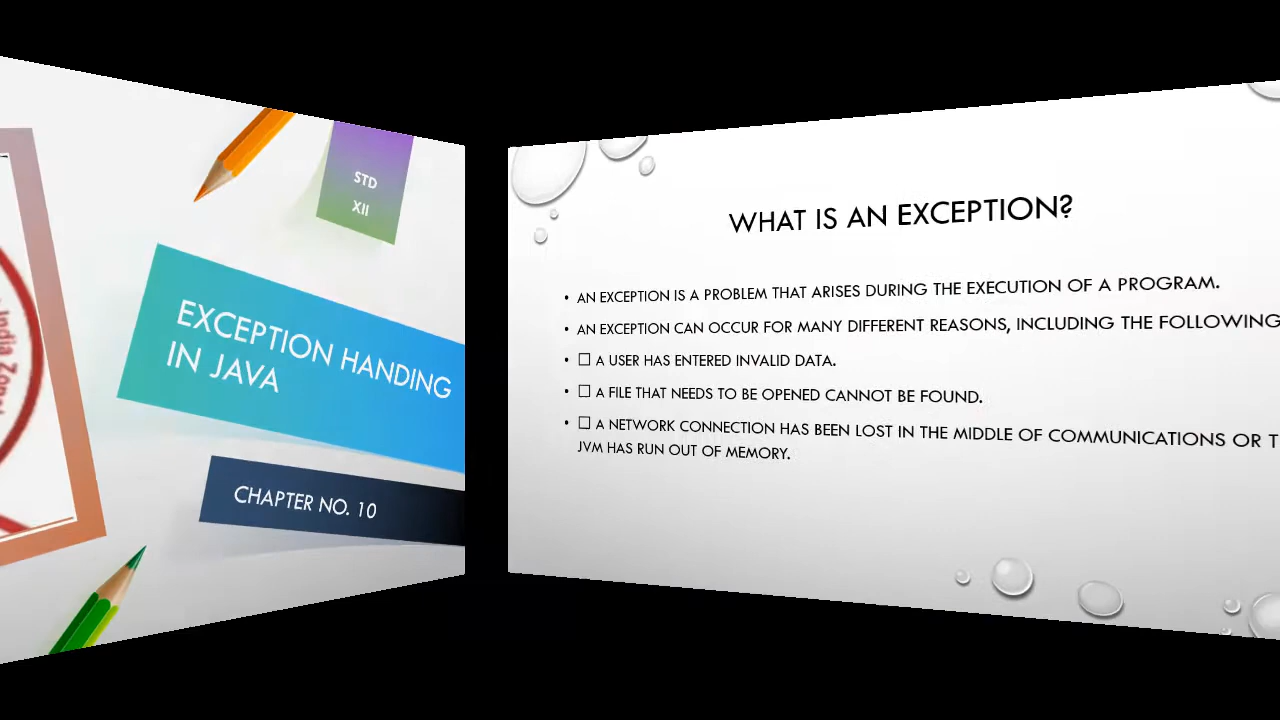 India Zonal
STD
XII
EXCEPTION HANDING
IN JAVA
CHAPTER NO. 10
WHAT IS AN EXCEPTION?
• AN EXCEPTION IS A PROBLEM THAT ARISES DURING THE EXECUTION OF A PROGRAM.
• AN EXCEPTION CAN OCCUR FOR MANY DIFFERENT REASONS, INCLUDING THE FOLLOWING
• ☐ A USER HAS ENTERED INVALID DATA.
• ☐ A FILE THAT NEEDS TO BE OPENED CANNOT BE FOUND.
• ☐ A NETWORK CONNECTION HAS BEEN LOST IN THE MIDDLE OF COMMUNICATIONS OR
JVM HAS RUN OUT OF MEMORY.